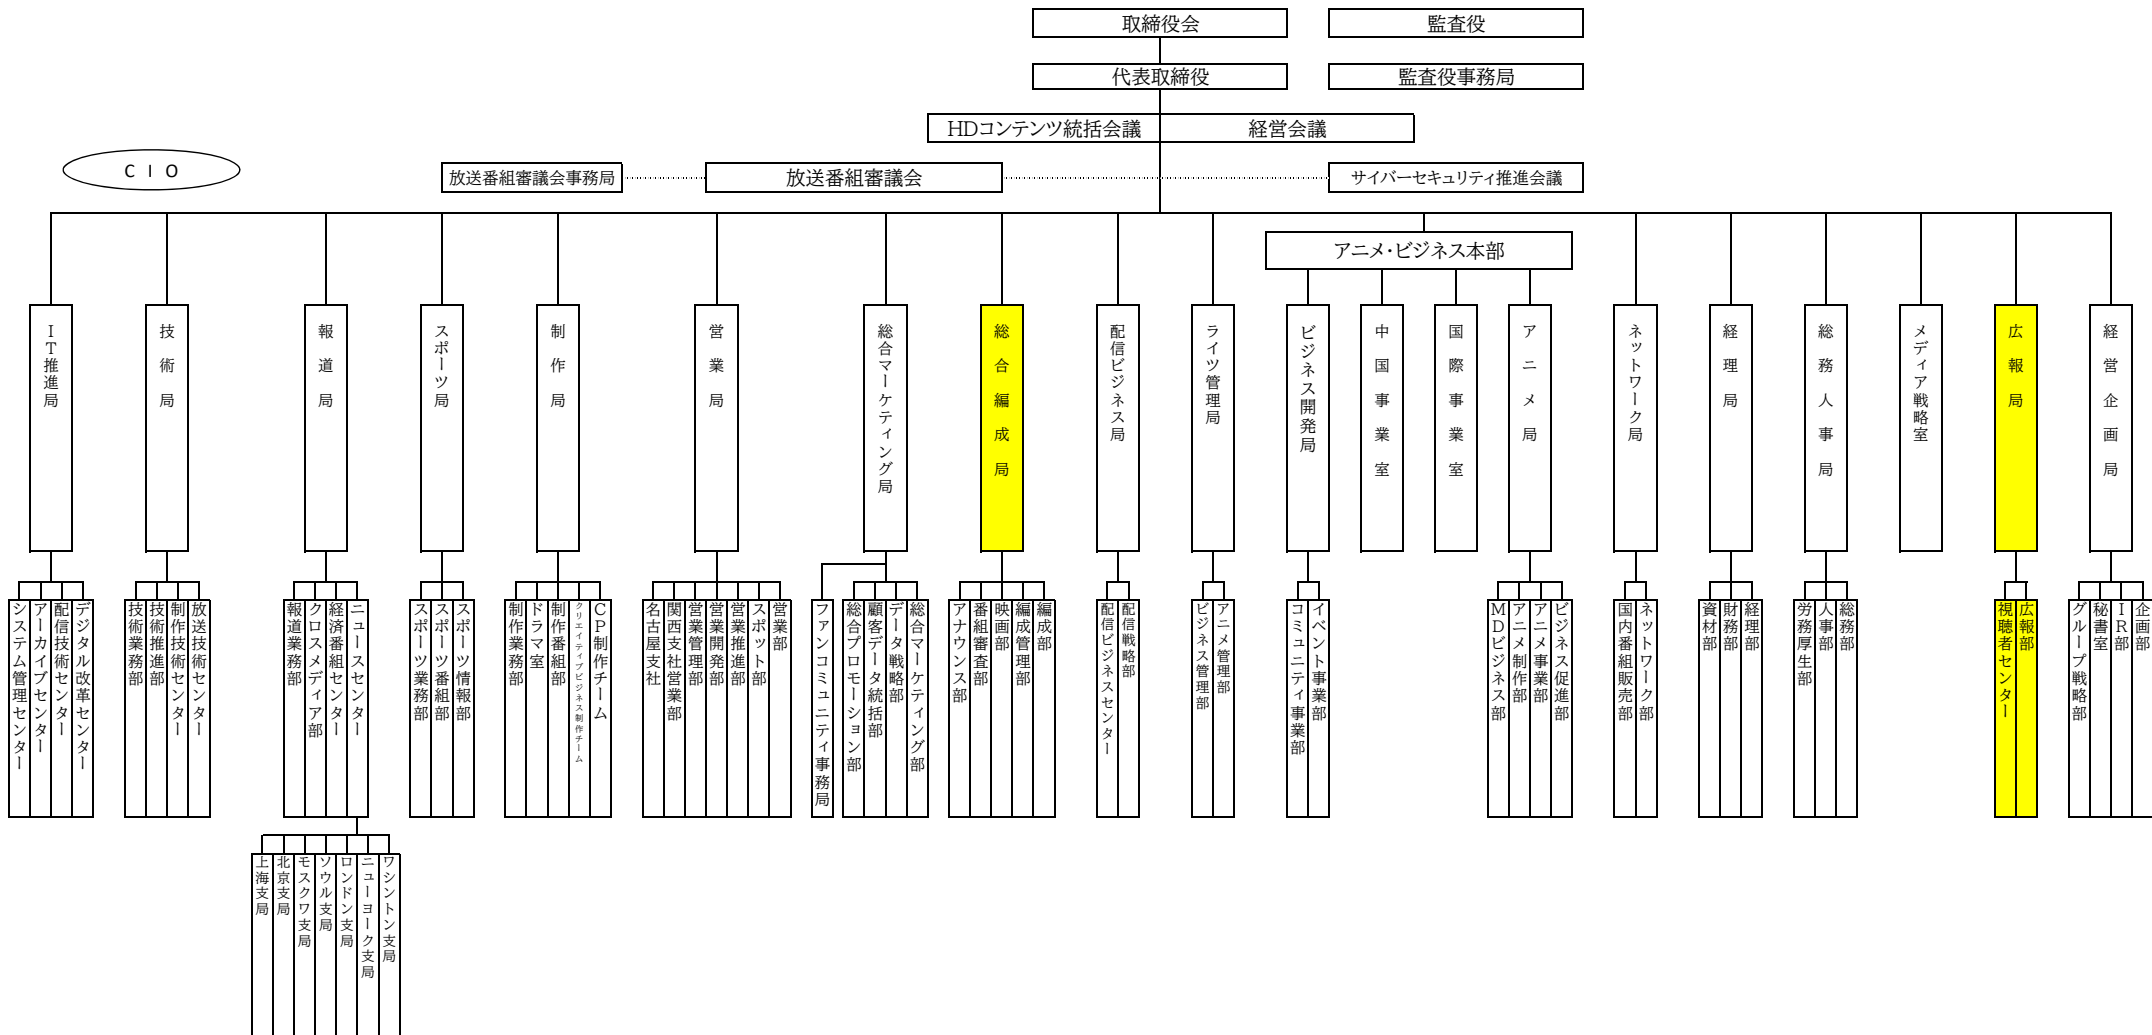 取締役会
監査役
代表取締役
監査役事務局
HDコンテンツ統括会議
経営会議
CIO
放送番組審議会事務局
放送番組審議会
サイバーセキュリティ推進会議
アニメ・ビジネス本部
IT推進局
技術局
報道局
スポーツ局
制作局
営業局
総合マーケティング局
総合編成局
配信ビジネス局
ライツ管理局
ビジネス開発局
中国事業室
国際事業室
アニメ局
ネットワーク局
経理局
総務人事局
メディア戦略室
広報局
経営企画局
システム管理センター
アーカイブセンター
配信技術センター
デジタル改革センター
技術業務部
技術推進部
制作技術センター
放送技術センター
報道業務部
クロスメディア部
経済番組センター
ニュースセンター
スポーツ業務部
スポーツ番組部
スポーツ情報部
制作業務部
ドラマ室
制作番組部
クリエイティブビジネス制作チーム
CP制作チーム
名古屋支社
関西支社営業部
営業管理部
営業開発部
営業推進部
スポット部
営業部
ファンコミュニティ事務局
総合プロモーション部
顧客データ統括部
データ戦略部
総合マーケティング部
アナウンス部
番組審査部
映画部
編成管理部
編成部
配信ビジネスセンター
配信戦略部
ビジネス管理部
アニメ管理部
コミュニティ事業部
イベント事業部
MDビジネス部
アニメ制作部
アニメ事業部
ビジネス促進部
国内番組販売部
ネットワーク部
資材部
財務部
経理部
労務厚生部
人事部
総務部
視聴者センター
広報部
グループ戦略部
秘書室
IR部
企画部
上海支局
北京支局
モスクワ支局
ソウル支局
ロンドン支局
ニューヨーク支局
ワシントン支局